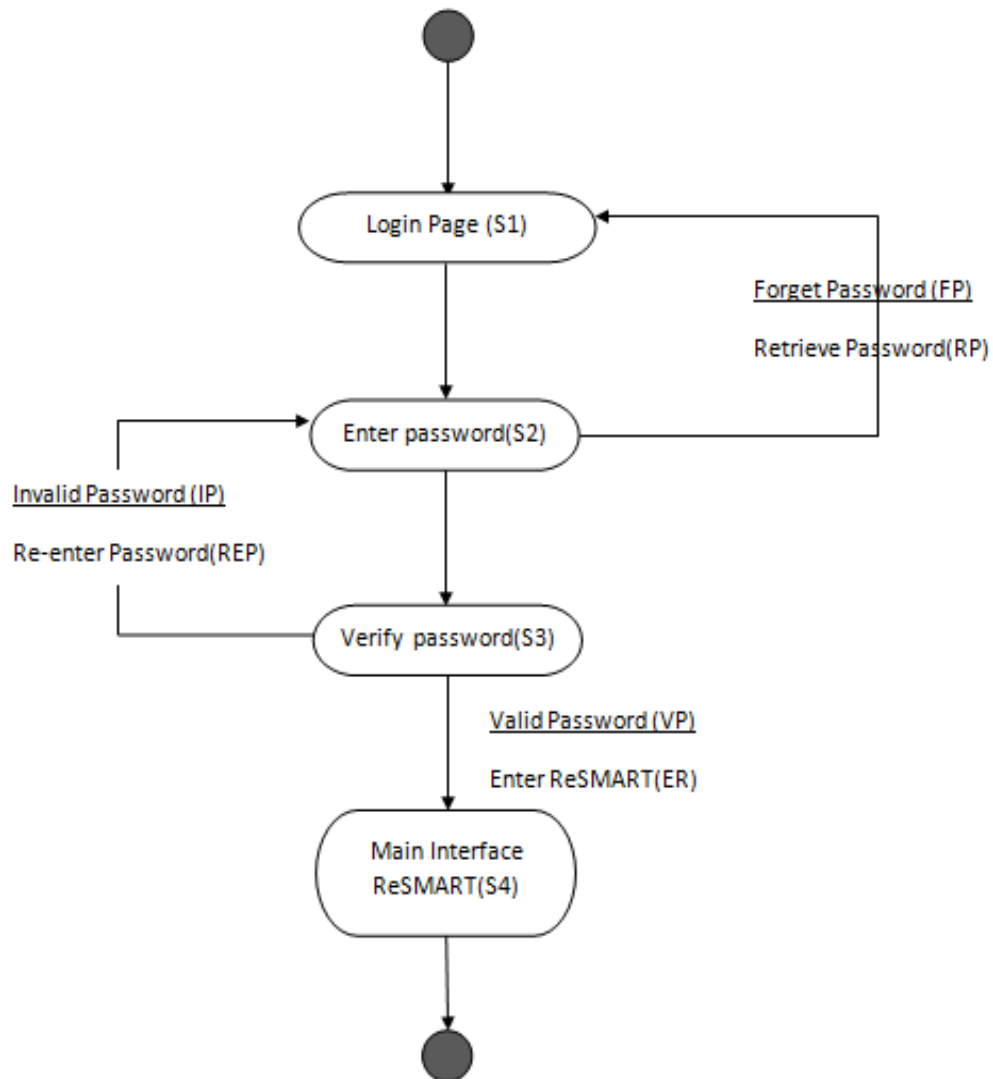 Login Page (S1)
Forget Password (FP)
Retrieve Password(RP)
Enter password(S2)
Invalid Password (IP)
Re-enter Password(REP)
Verify password(S3)
Valid Password (VP)
Enter ReSMART(ER)
Main Interface
ReSMART(S4)